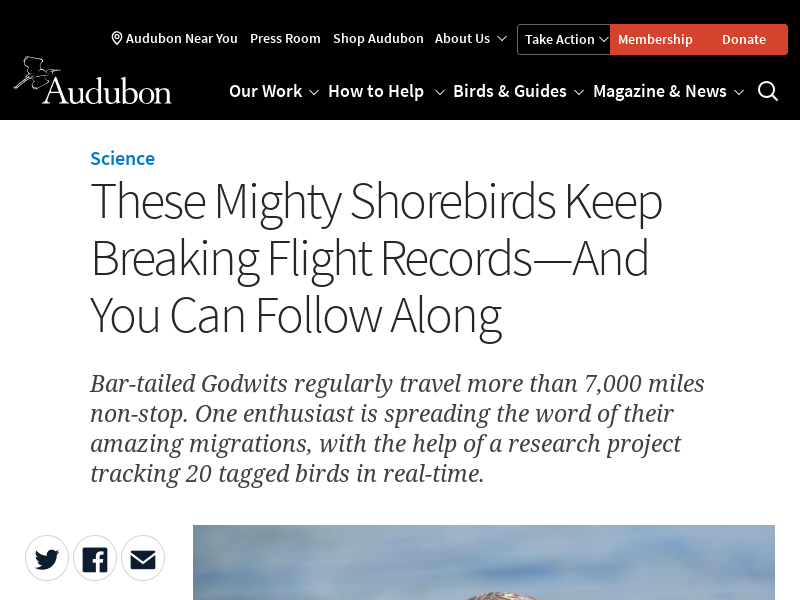 Audubon Near You Press Room Shop Audubon About Us Take Action Membership Donate
Audubon
Our Work How to Help Birds & Guides Magazine & News
Science
These Mighty Shorebirds Keep
Breaking Flight Records—And
You Can Follow Along
Bar-tailed Godwits regularly travel more than 7,000 miles
non-stop. One enthusiast is spreading the word of their
amazing migrations, with the help of a research project
tracking 20 tagged birds in real-time.